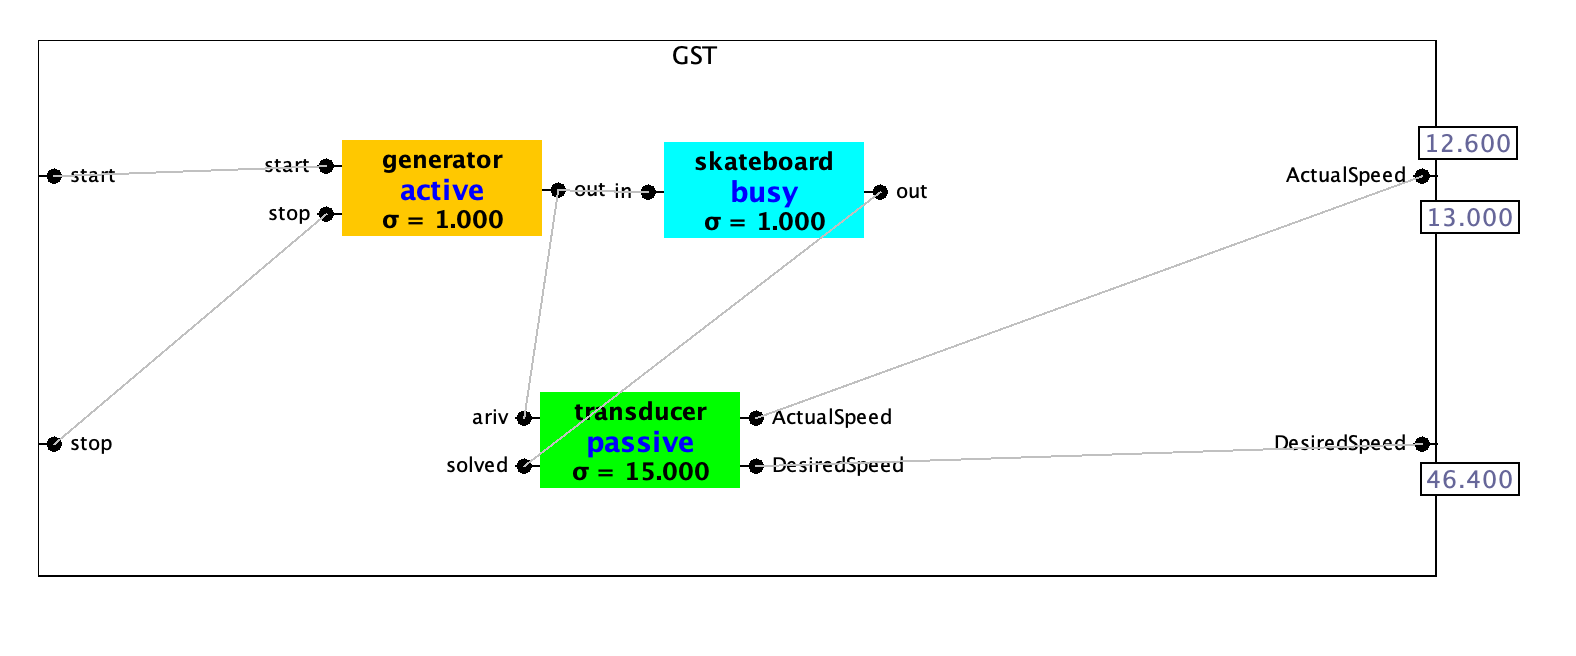 GST
12.600
start
start
generator
active
σ = 1.000
stop
out
in
skateboard
busy
σ = 1.000
out
ActualSpeed
13.000
ariv
transducer
passive
σ = 15.000
solved
ActualSpeed
DesiredSpeed
stop
DesiredSpeed
46.400